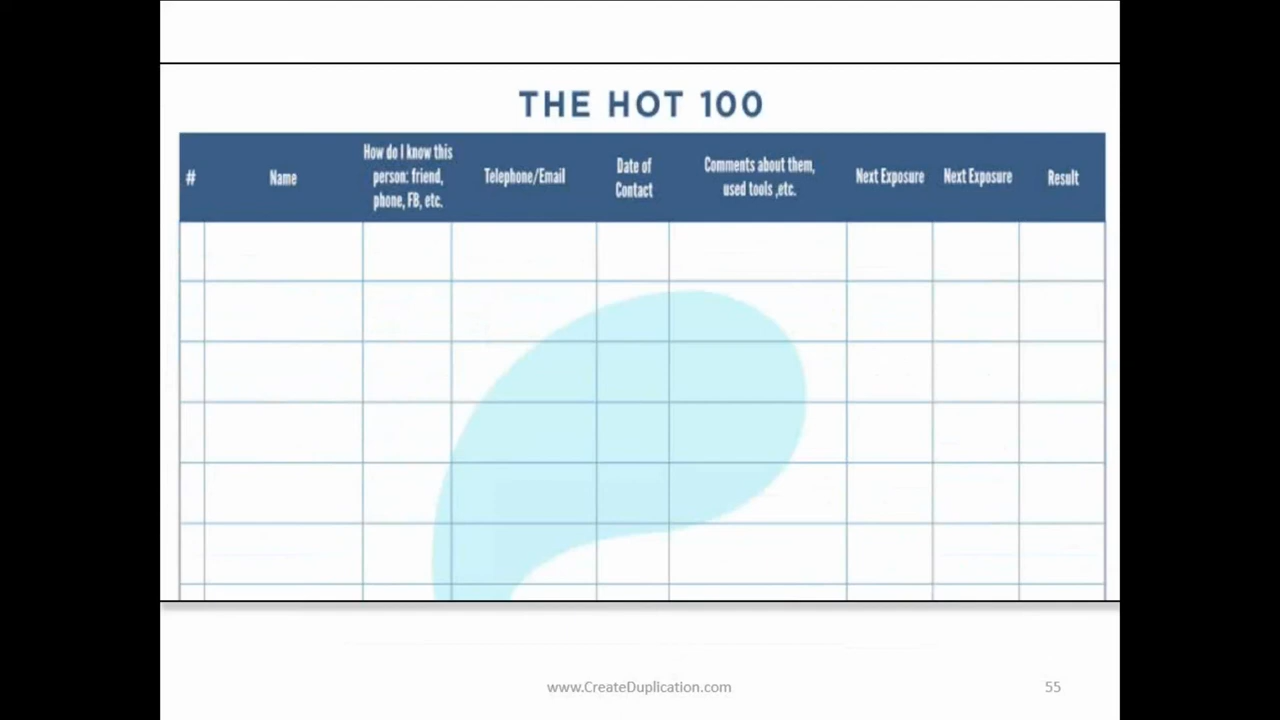 THE HOT 100
#
Name
How do I know this
person: friend,
phone, FB, etc.
Telephone/Email
Date of
Contact
Comments about them,
used tools ,etc.
Next Exposure
Next Exposure
Result
www.CreateDuplication.com
55